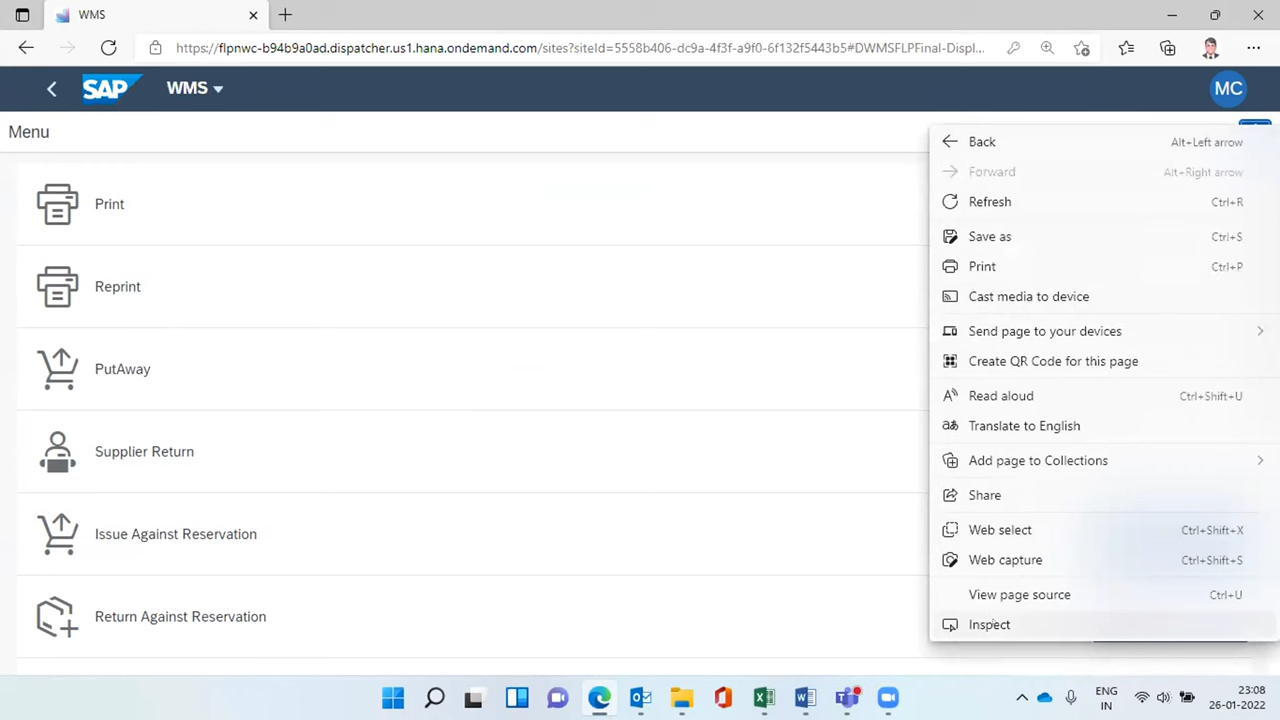 WMS
https://flpnwc-b94b9a0ad.dispatcher.us1.hana.ondemand.com/sites?siteId=5558b406-dc9a-4f3f-a9f0-6f132f5443b5#DWMSFLPFinal-Displ...
SAP WMS MC
Menu
Print
Reprint
PutAway
Supplier Return
Issue Against Reservation
Return Against Reservation
Back Alt+Left arrow
Forward Alt+Right arrow
Refresh Ctrl+R
Save as Ctrl+S
Print Ctrl+P
Cast media to device
Send page to your devices
Create QR Code for this page
Read aloud Ctrl+Shift+U
Translate to English
Add page to Collections
Share
Web select Ctrl+Shift+X
Web capture Ctrl+Shift+S
View page source Ctrl+U
Inspect
ENG 23:08
IN 26-01-2022